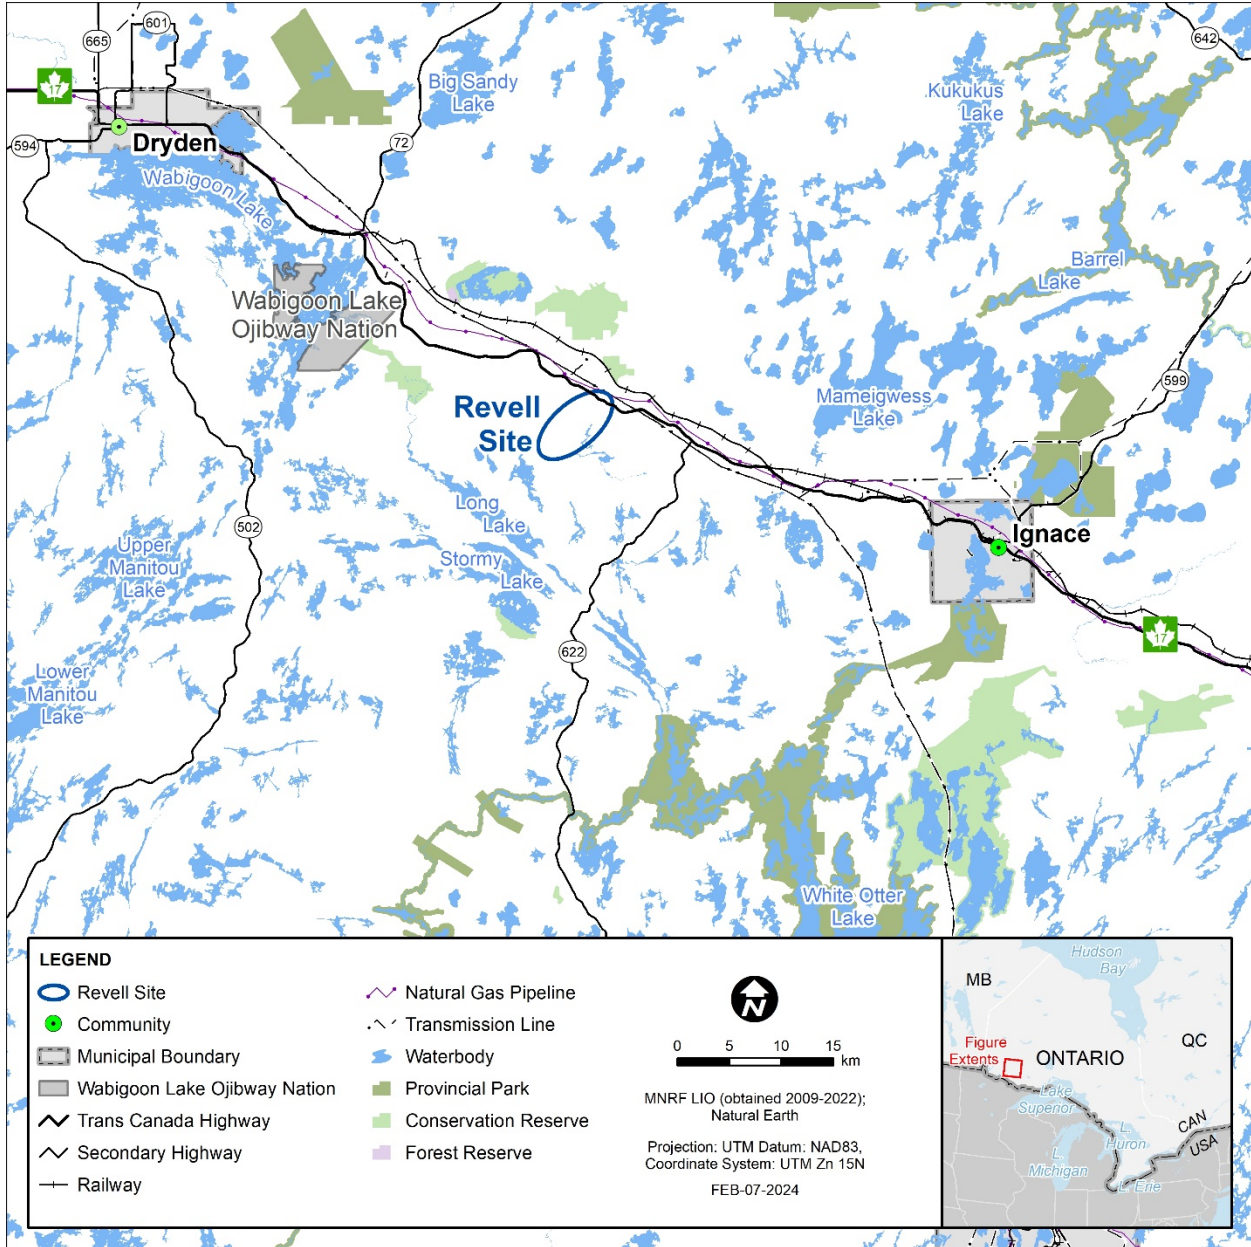 601
665
642
17
Big Sandy
Lake
Kukukus
Lake
594
Dryden
72
Wabigoon Lake
Barrel
Lake
Wabigoon Lake
Ojibway Nation
599
Mameigwess
Lake
Revell
Site
Long
Lake
502
Ignace
Upper
Manitou
Lake
Stormy
Lake
17
622
Lower
Manitou
Lake
White Otter
Lake
LEGEND
Revell Site
Community
Municipal Boundary
Wabigoon Lake Ojibway Nation
Trans Canada Highway
Secondary Highway
Railway
Natural Gas Pipeline
Transmission Line
Waterbody
Provincial Park
Conservation Reserve
Forest Reserve
N
0 5 10 15
km
MNRF LIO (obtained 2009-2022);
Natural Earth
Projection: UTM Datum: NAD83,
Coordinate System: UTM Zn 15N
FEB-07-2024
Hudson
Bay
MB
QC
Figure
Extents
ONTARIO
Lake
Superior
L.
Huron
CAN
USA
L.
Michigan
L. Erie